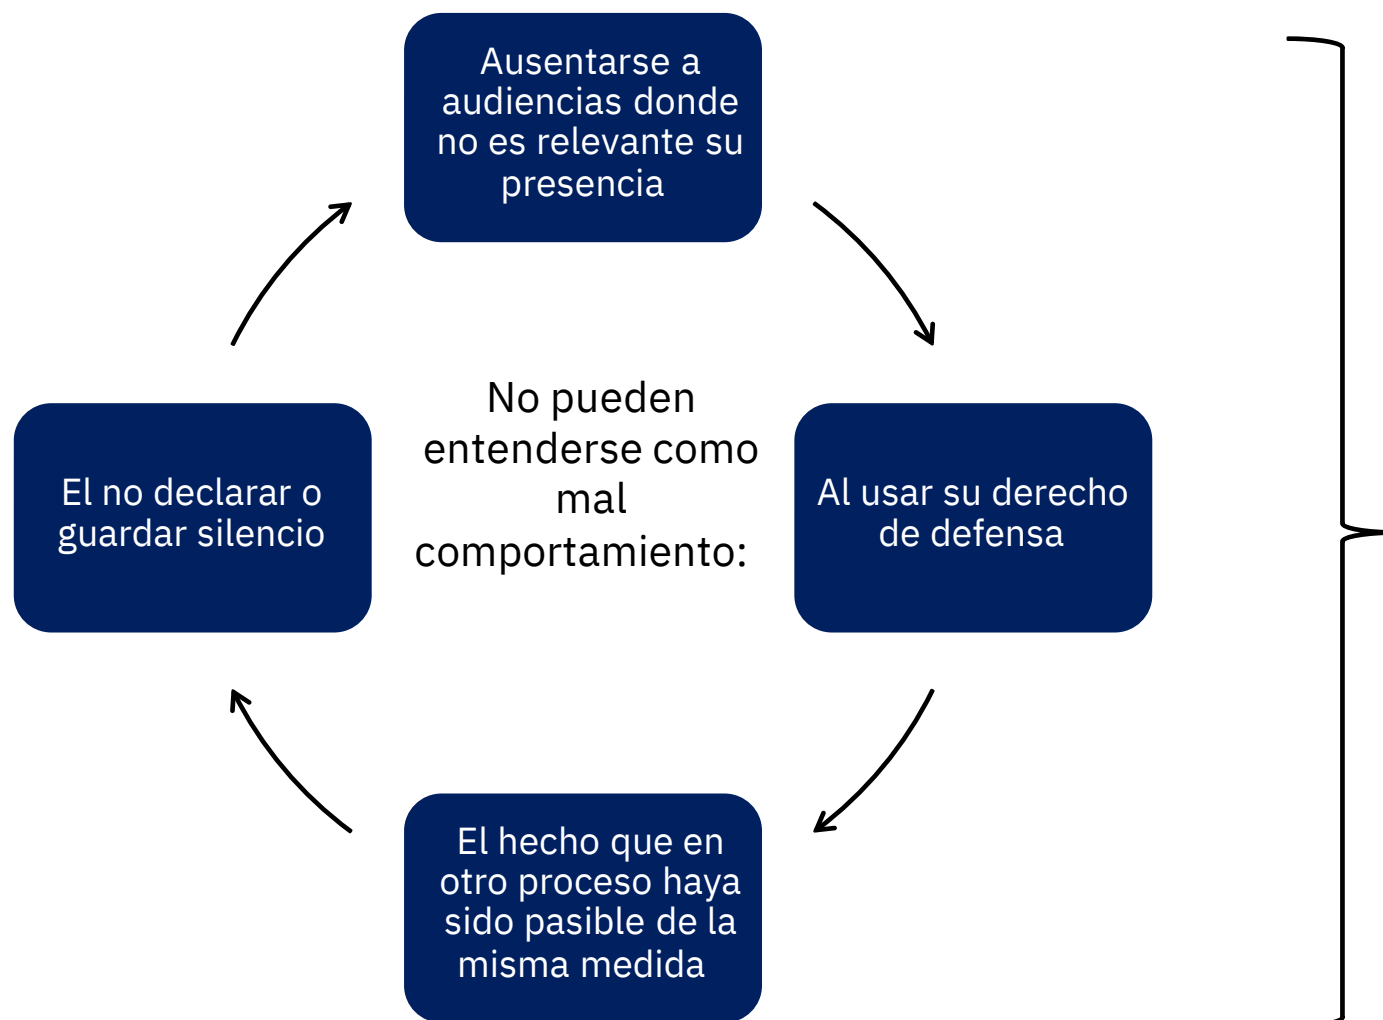 Ausentarse a
audiencias donde
no es relevante su
presencia
No pueden
entenderse como
mal
comportamiento:
Al usar su derecho
de defensa
El hecho que en
otro proceso haya
sido pasible de la
misma medida
El no declarar o
guardar silencio